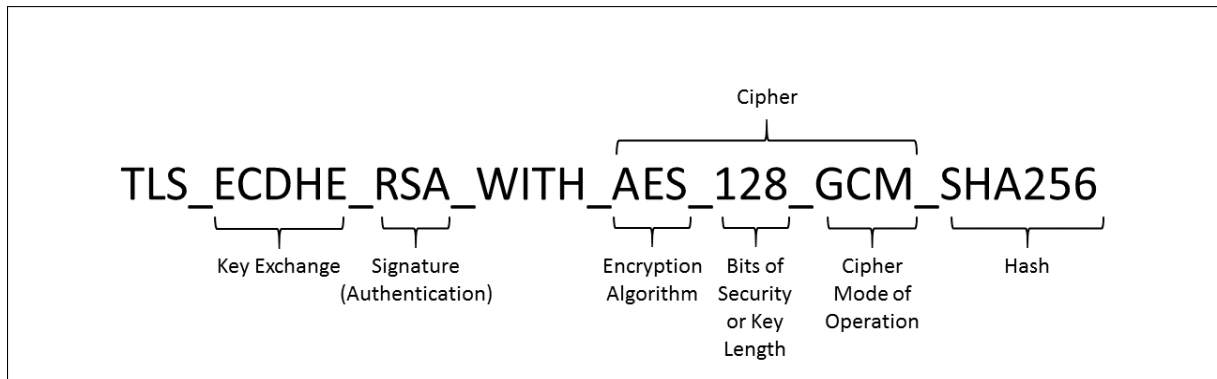 Cipher
TLS_ECDHE_RSA_WITH_AES_128_GCM_SHA256
Key Exchange
Signature
(Authentication)
Encryption
Algorithm
Bits of
Security
or Key
Length
Cipher
Mode of
Operation
Hash